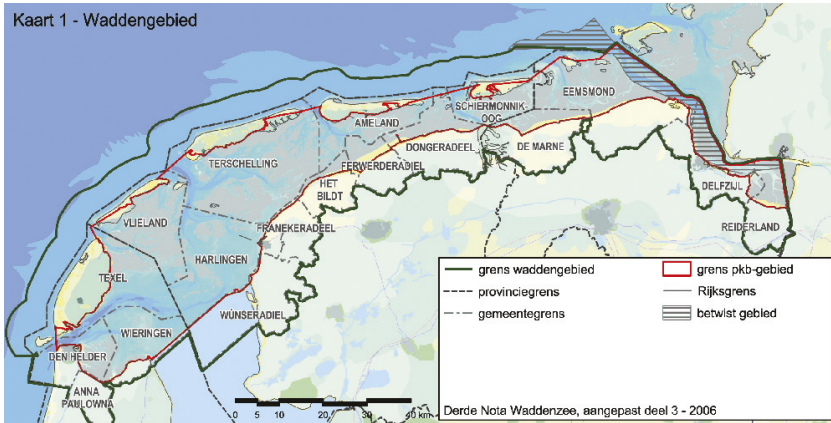 Kaart 1 - Waddengebied
EEMSMOND
SCHIERMONNIK-
OOG
AMELAND
DONGERADEEL
DE MARNE
TERSCHELLING
FERWERDERADIEL
HET
BILDT
DELFZIJL
VLIELAND
FRANEKERADEEL
REIDERLAND
HARLINGEN
TEXEL
WÛNSERADIEL
WIERINGEN
DEN HELDER
ANNA
PAULOWNA
grens waddengebied
grens pkb-gebied
provinciegrens
Rijksgrens
gemeentegrens
betwist gebied
0 5 10 20 30 40 km
Derde Nota Waddenzee, aangepast deel 3 - 2006